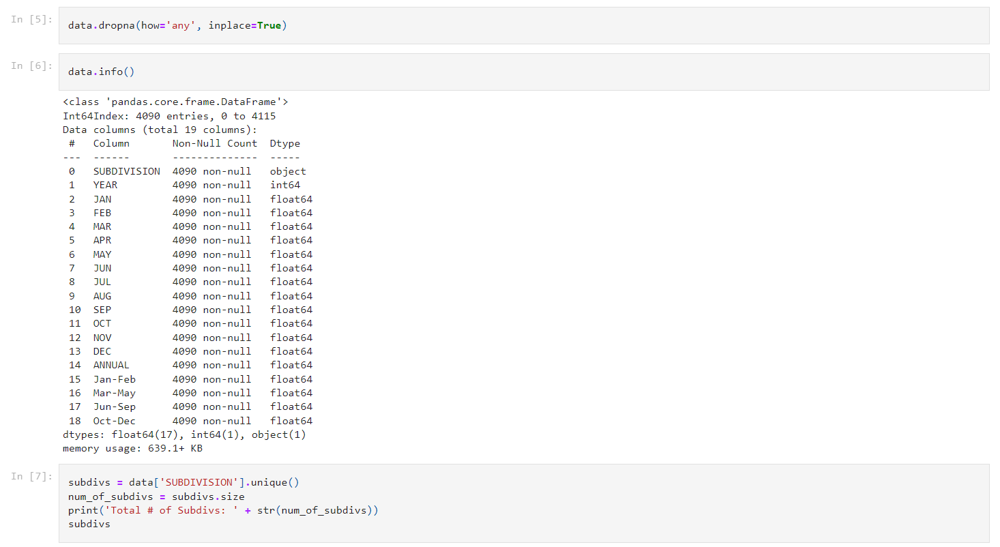 In [5]:
data.dropna(how='any', inplace=True)
In [6]:
data.info()
<class 'pandas.core.frame.DataFrame'>
Int64Index: 4090 entries, 0 to 4115
Data columns (total 19 columns):
 #   Column       Non-Null Count  Dtype
---  ------       --------------  -----
 0   SUBDIVISION  4090 non-null   object
 1   YEAR         4090 non-null   int64
 2   JAN          4090 non-null   float64
 3   FEB          4090 non-null   float64
 4   MAR          4090 non-null   float64
 5   APR          4090 non-null   float64
 6   MAY          4090 non-null   float64
 7   JUN          4090 non-null   float64
 8   JUL          4090 non-null   float64
 9   AUG          4090 non-null   float64
 10  SEP          4090 non-null   float64
 11  OCT          4090 non-null   float64
 12  NOV          4090 non-null   float64
 13  DEC          4090 non-null   float64
 14  ANNUAL       4090 non-null   float64
 15  Jan-Feb      4090 non-null   float64
 16  Mar-May      4090 non-null   float64
 17  Jun-Sep      4090 non-null   float64
 18  Oct-Dec      4090 non-null   float64
dtypes: float64(17), int64(1), object(1)
memory usage: 639.1+ KB
In [7]:
subdivs = data['SUBDIVISION'].unique()
num_of_subdivs = subdivs.size
print('Total # of Subdivs: ' + str(num_of_subdivs))
subdivs